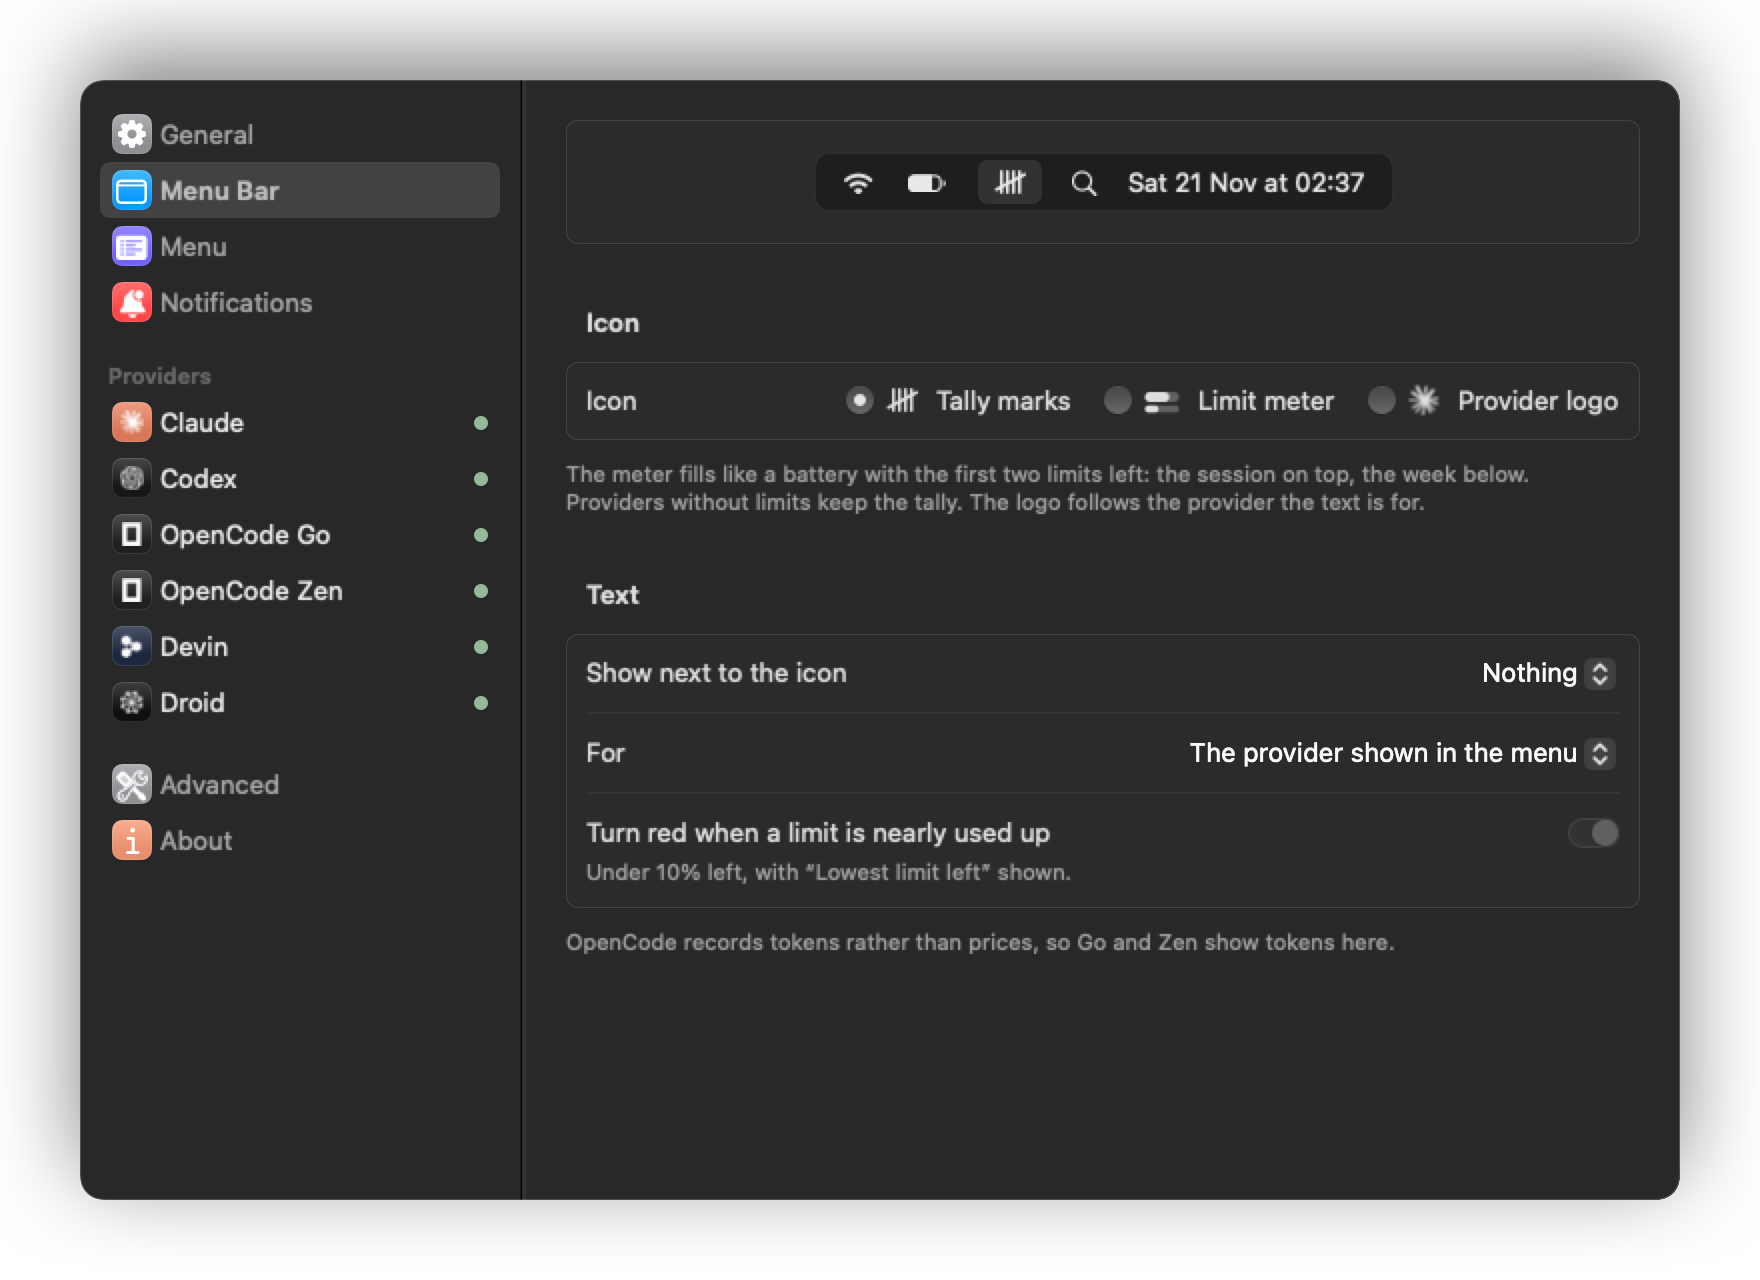 General
Menu Bar
Menu
Notifications
Providers
Claude
Codex
OpenCode Go
OpenCode Zen
Devin
Droid
Advanced
About
Sat 21 Nov at 02:37
Icon
Icon
Tally marks
Limit meter
Provider logo
The meter fills like a battery with the first two limits left: the session on top, the week below.
Providers without limits keep the tally. The logo follows the provider the text is for.
Text
Show next to the icon
Nothing
For
The provider shown in the menu
Turn red when a limit is nearly used up
Under 10% left, with “Lowest limit left” shown.
OpenCode records tokens rather than prices, so Go and Zen show tokens here.